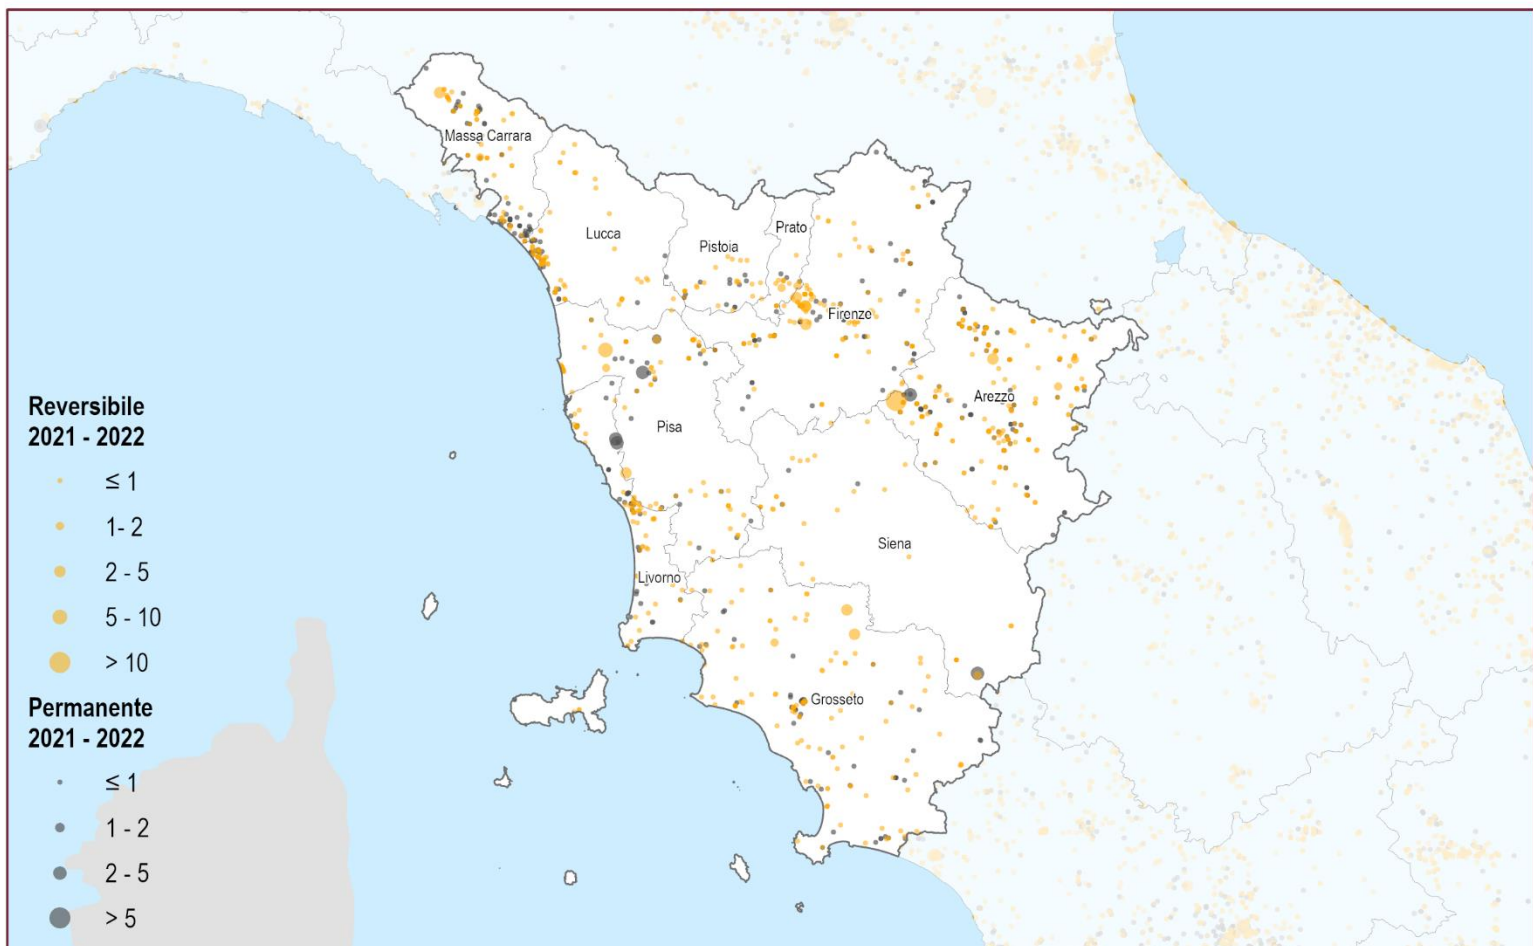 Massa Carrara
Lucca
Pistoia
Prato
Firenze
Arezzo
Pisa
Siena
Livorno
Grosseto
Reversibile
2021 - 2022
≤ 1
1- 2
2 - 5
5 - 10
> 10
Permanente
2021 - 2022
≤ 1
1 - 2
2 - 5
> 5